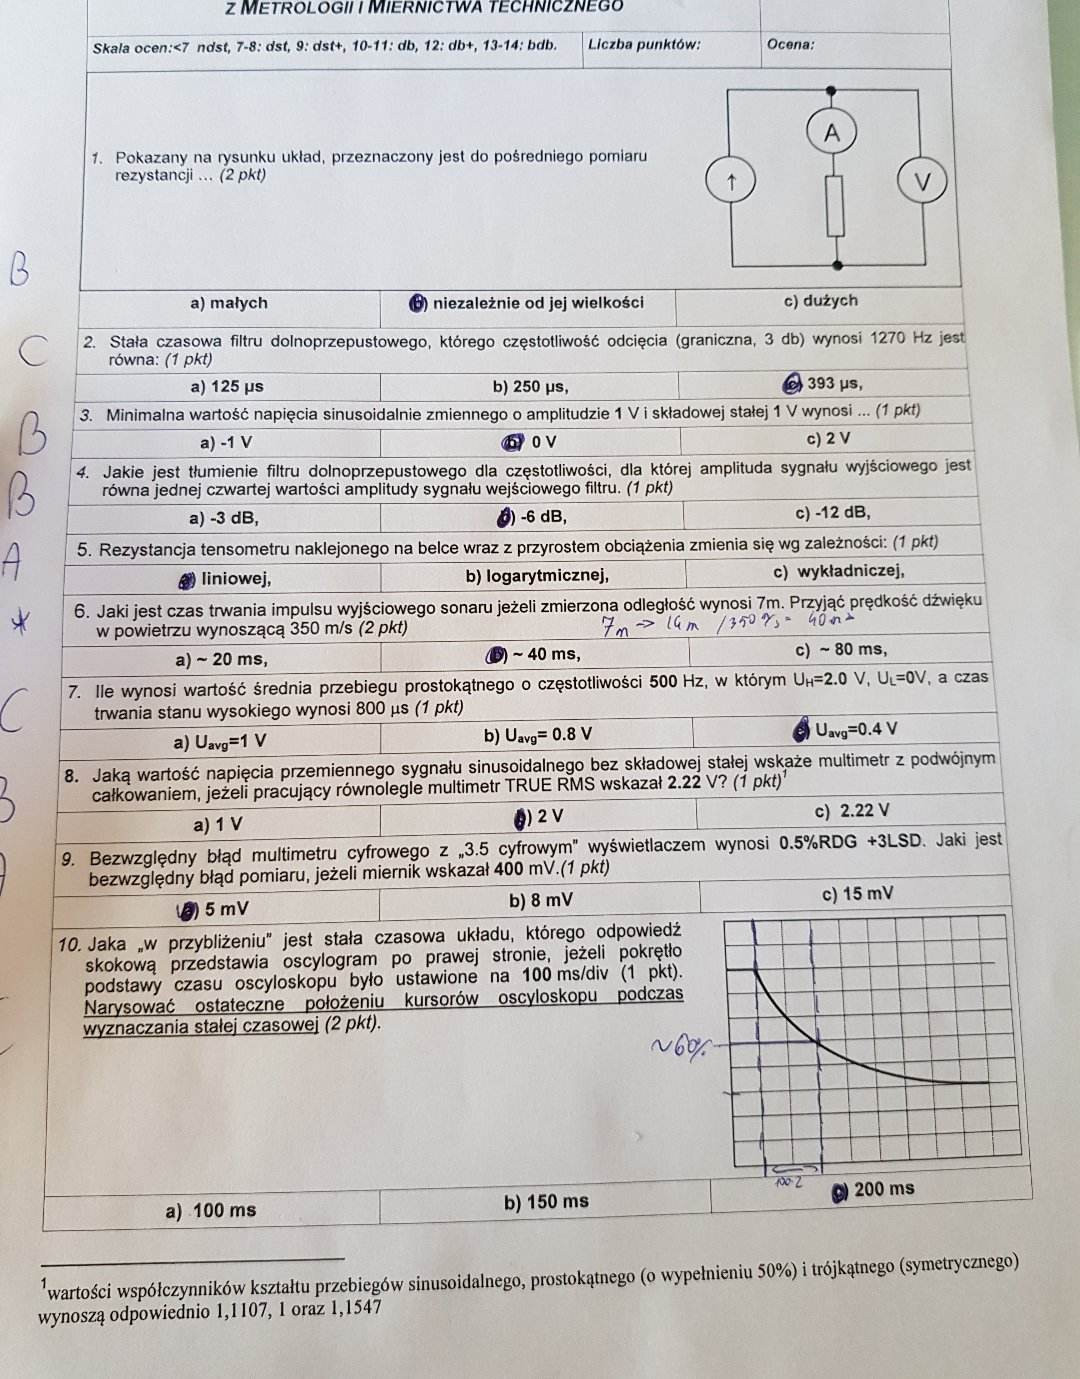 Z METROLOGII I MIERNICTWA TECHNICZNEGO
Skala ocen:<7 ndst, 7-8: dst, 9: dst+, 10-11: db, 12: db+, 13-14: bdb.
Liczba punktów:
Ocena:
1. Pokazany na rysunku układ, przeznaczony jest do pośredniego pomiaru
rezystancji ... (2 pkt)
A
↑
V
B
a) małych
b) niezależnie od jej wielkości
c) dużych
C
2. Stała czasowa filtru dolnoprzepustowego, którego częstotliwość odcięcia (graniczna, 3 db) wynosi 1270 Hz jest
równa: (1 pkt)
a) 125 µs
b) 250 µs,
c) 393 µs,
3. Minimalna wartość napięcia sinusoidalnie zmiennego o amplitudzie 1 V i składowej stałej 1 V wynosi ... (1 pkt)
B
a) -1 V
b) 0 V
c) 2 V
4. Jakie jest tłumienie filtru dolnoprzepustowego dla częstotliwości, dla której amplituda sygnału wyjściowego jest
równa jednej czwartej wartości amplitudy sygnału wejściowego filtru. (1 pkt)
B
a) -3 dB,
b) -6 dB,
c) -12 dB,
5. Rezystancja tensometru naklejonego na belce wraz z przyrostem obciążenia zmienia się wg zależności: (1 pkt)
A
a) liniowej,
b) logarytmicznej,
c) wykładniczej,
6. Jaki jest czas trwania impulsu wyjściowego sonaru jeżeli zmierzona odległość wynosi 7m. Przyjąć prędkość dźwięku
w powietrzu wynoszącą 350 m/s (2 pkt)
*
7m -> 14m
a) ~ 20 ms,
b) ~ 40 ms,
c) ~ 80 ms,
7. Ile wynosi wartość średnia przebiegu prostokątnego o częstotliwości 500 Hz, w którym UH=2.0 V, UL=0V, a czas
trwania stanu wysokiego wynosi 800 µs (1 pkt)
C
a) Uavg=1 V
b) Uavg= 0.8 V
c) Uavg=0.4 V
8. Jaką wartość napięcia przemiennego sygnału sinusoidalnego bez składowej stałej wskaże multimetr z podwójnym
całkowaniem, jeżeli pracujący równolegle multimetr TRUE RMS wskazał 2.22 V? (1 pkt)1
a) 1 V
b) 2 V
c) 2.22 V
9. Bezwzględny błąd multimetru cyfrowego z „3.5 cyfrowym" wyświetlaczem wynosi 0.5%RDG +3LSD. Jaki jest
bezwzględny błąd pomiaru, jeżeli miernik wskazał 400 mV.(1 pkt)
a) 5 mV
b) 8 mV
c) 15 mV
10. Jaka „w przybliżeniu" jest stała czasowa układu, którego odpowiedź
skokową przedstawia oscylogram po prawej stronie, jeżeli pokrętło
podstawy czasu oscyloskopu było ustawione na 100 ms/div (1 pkt).
Narysować ostateczne położeniu kursorów oscyloskopu podczas
wyznaczania stałej czasowej (2 pkt).
~60%
100·2
a) 100 ms
b) 150 ms
c) 200 ms
1wartości współczynników kształtu przebiegów sinusoidalnego, prostokątnego (o wypełnieniu 50%) i trójkątnego (symetrycznego)
wynoszą odpowiednio 1,1107, 1 oraz 1,1547